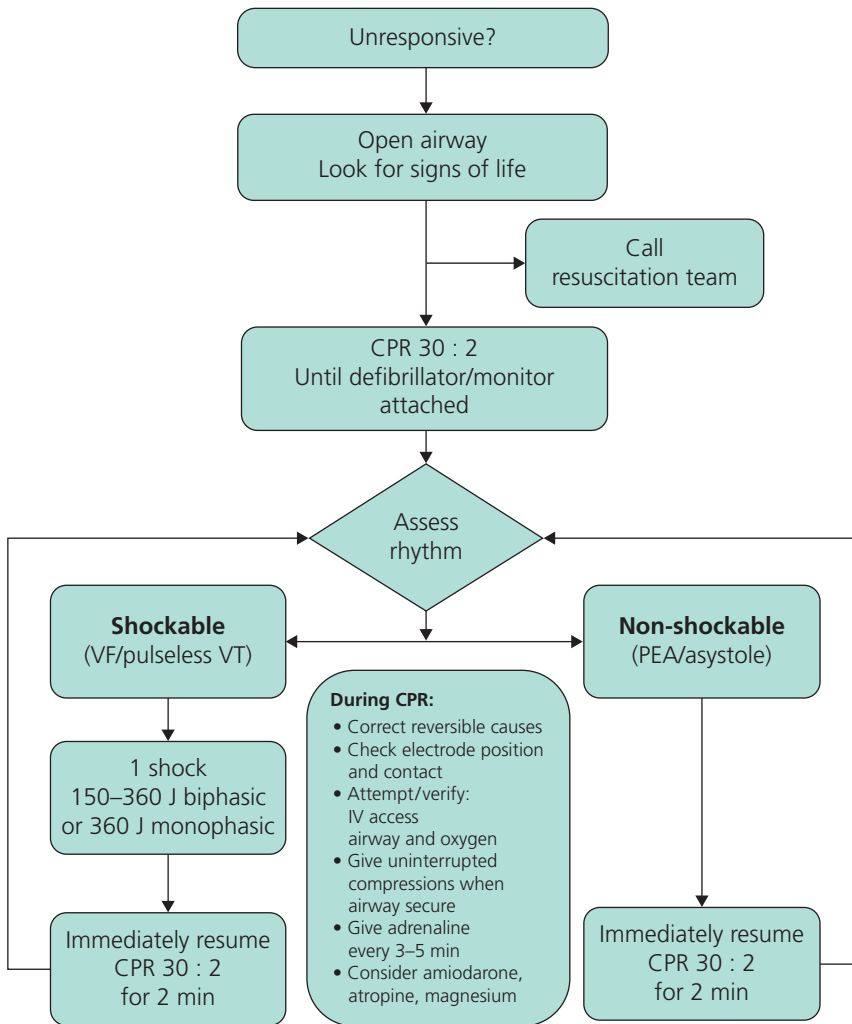 Unresponsive?
Open airway
Look for signs of life
Call
resuscitation team
CPR 30 : 2
Until defibrillator/monitor
attached
Assess
rhythm
Shockable
(VF/pulseless VT)
Non-shockable
(PEA/asystole)
1 shock
150–360 J biphasic
or 360 J monophasic
During CPR:
• Correct reversible causes
• Check electrode position
and contact
• Attempt/verify:
IV access
airway and oxygen
• Give uninterrupted
compressions when
airway secure
• Give adrenaline
every 3–5 min
• Consider amiodarone,
atropine, magnesium
Immediately resume
CPR 30 : 2
for 2 min
Immediately resume
CPR 30 : 2
for 2 min